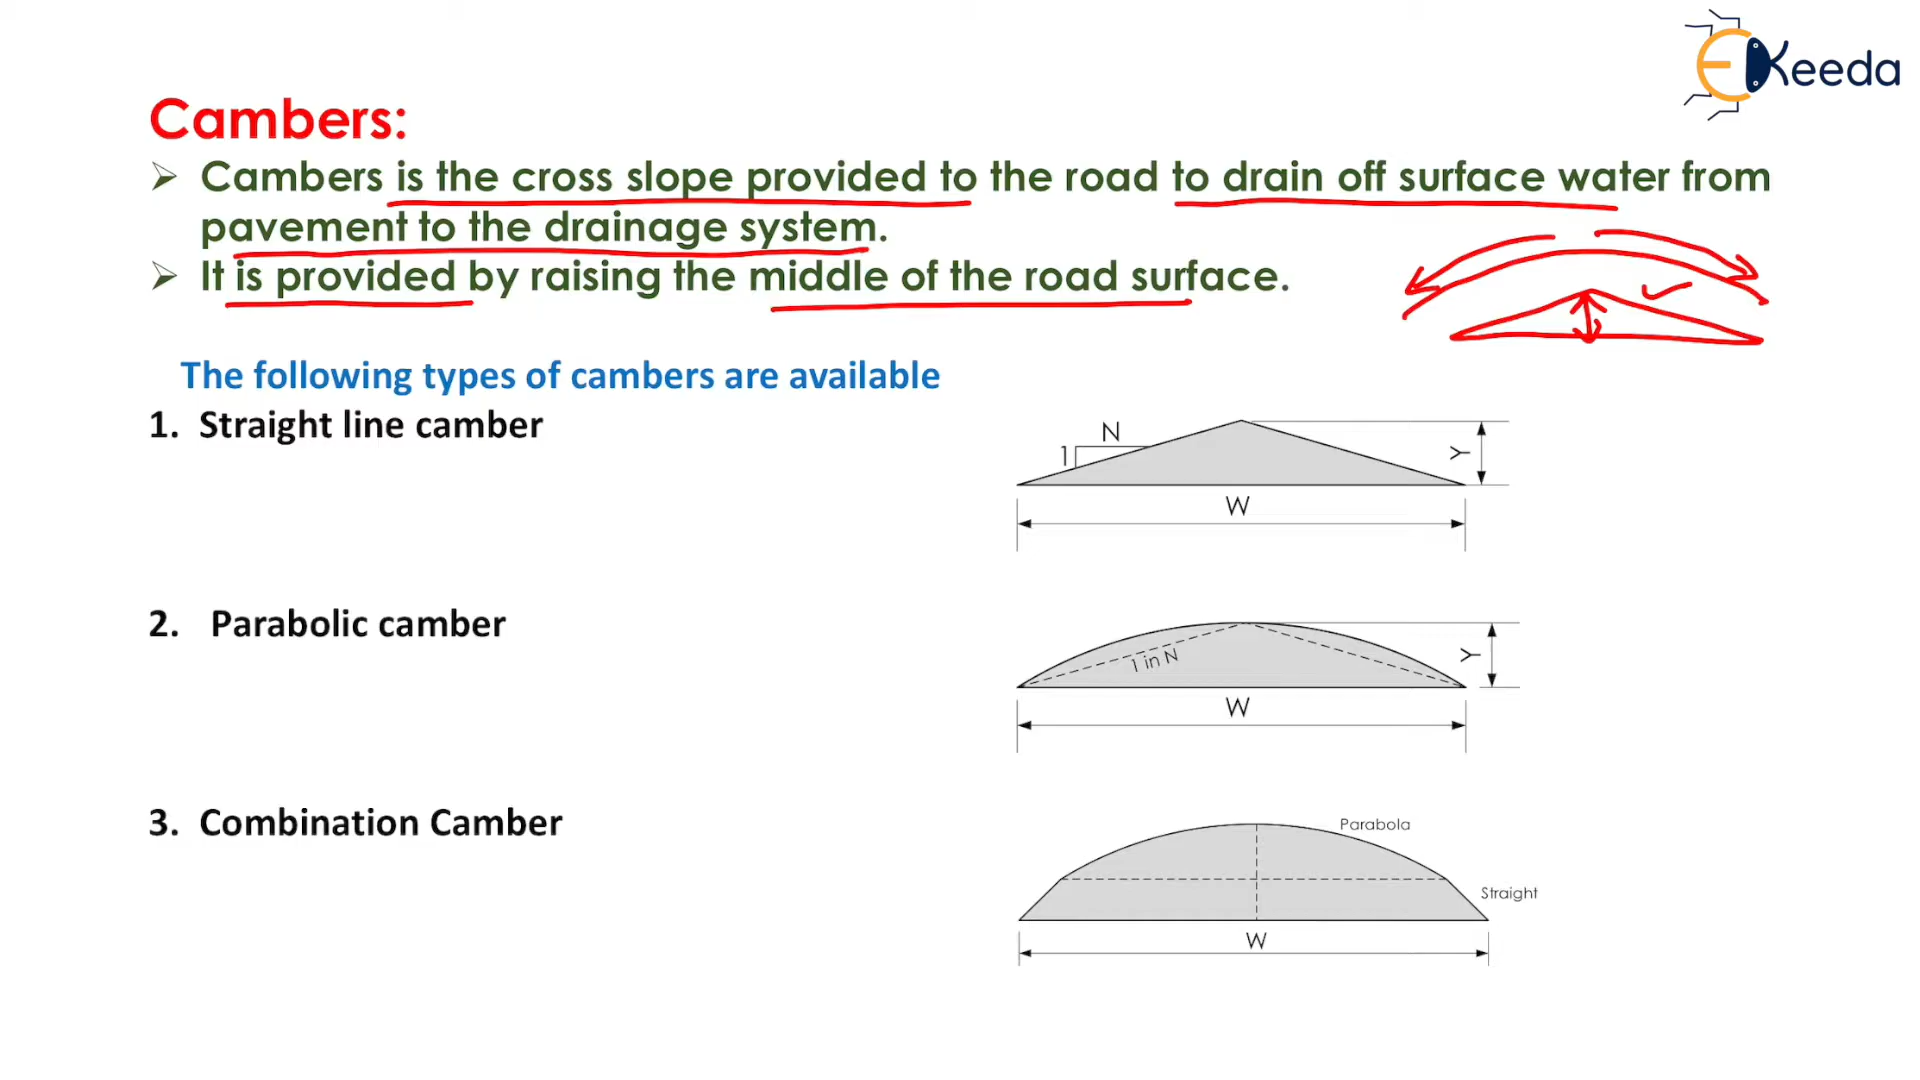 EKeeda
Cambers:
➢ Cambers is the cross slope provided to the road to drain off surface water from
pavement to the drainage system.
➢ It is provided by raising the middle of the road surface.
The following types of cambers are available
1. Straight line camber
N
1
Y
W
2. Parabolic camber
1 in N
Y
W
3. Combination Camber
Parabola
Straight
W